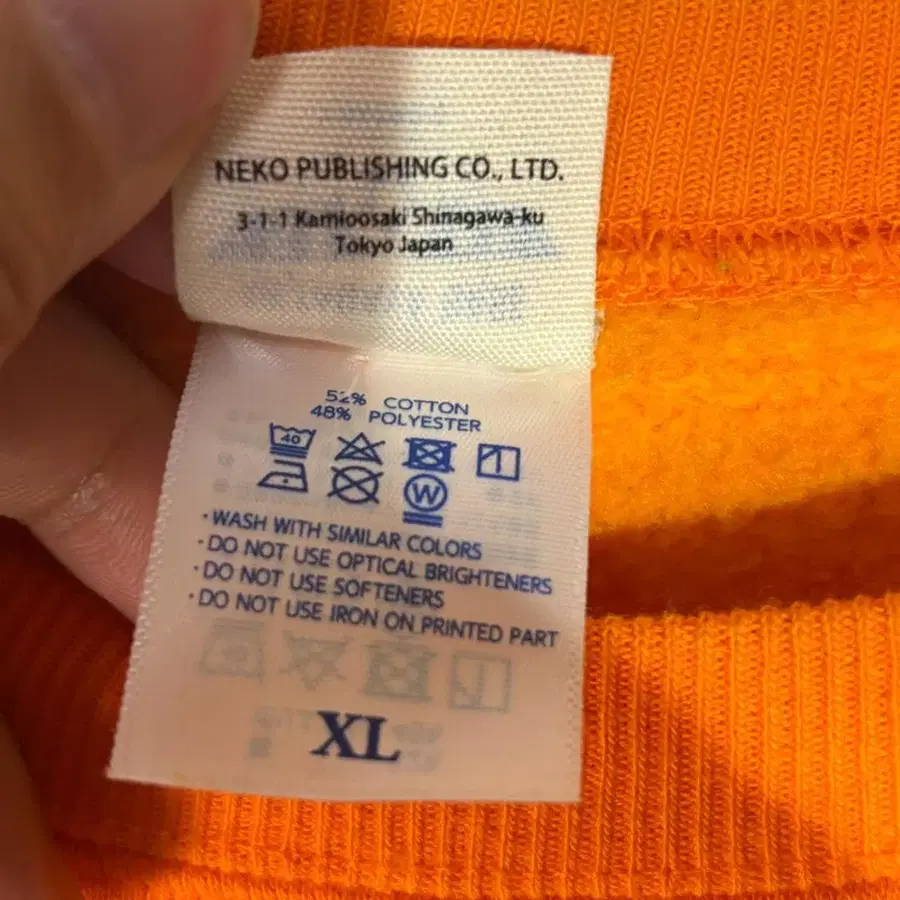 NEKO PUBLISHING CO., LTD.
3-1-1 Kamioosaki Shinagawa-ku
Tokyo Japan
52% COTTON
48% POLYESTER
40
W
·WASH WITH SIMILAR COLORS
·DO NOT USE OPTICAL BRIGHTENERS
·DO NOT USE SOFTENERS
·DO NOT USE IRON ON PRINTED PART
XL